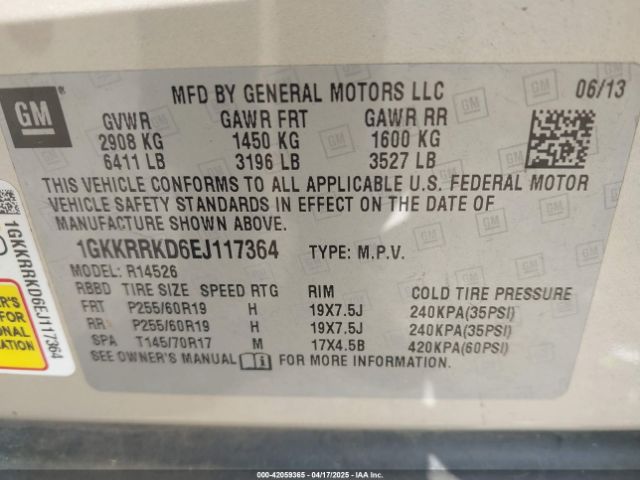 GM
MFD BY GENERAL MOTORS LLC 06/13
GVWR GAWR FRT GAWR RR
2908 KG 1450 KG 1600 KG
6411 LB 3196 LB 3527 LB
THIS VEHICLE CONFORMS TO ALL APPLICABLE U.S. FEDERAL MOTOR
VEHICLE SAFETY STANDARDS IN EFFECT ON THE DATE OF
MANUFACTURE SHOWN ABOVE.
1GKKRRKD6EJ117364 TYPE: M.P.V.
MODEL: R14526
RBBD TIRE SIZE SPEED RTG RIM COLD TIRE PRESSURE
FRT P255/60R19 H 19X7.5J 240KPA(35PSI)
RR P255/60R19 H 19X7.5J 240KPA(35PSI)
SPA T145/70R17 M 17X4.5B 420KPA(60PSI)
SEE OWNER'S MANUAL FOR MORE INFORMATION.
1GKKRRKD6EJ117364
FOR
000-42059365 - 04/17/2025 - IAAI.COM